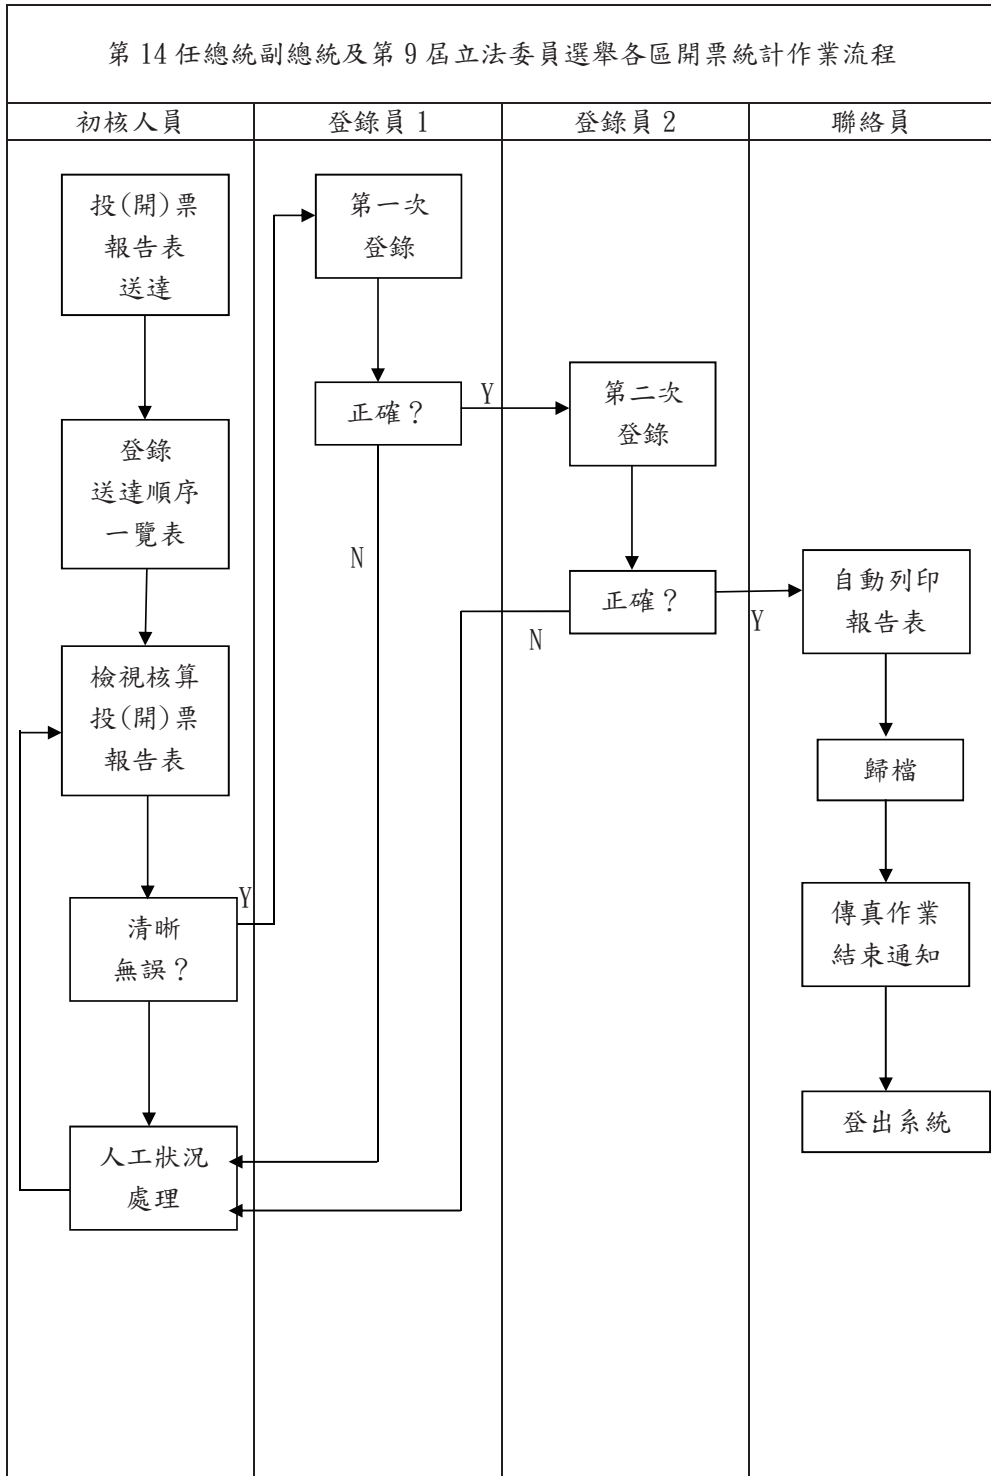 第 14 任總統副總統及第 9 屆立法委員選舉各區開票統計作業流程
初核人員
登錄員 1
登錄員 2
聯絡員
投(開)票
報告表
送達
登錄
送達順序
一覽表
檢視核算
投(開)票
報告表
清晰
無誤？
Y
人工狀況
處理
第一次
登錄
正確？
Y
N
第二次
登錄
正確？
N
Y
自動列印
報告表
歸檔
傳真作業
結束通知
登出系統